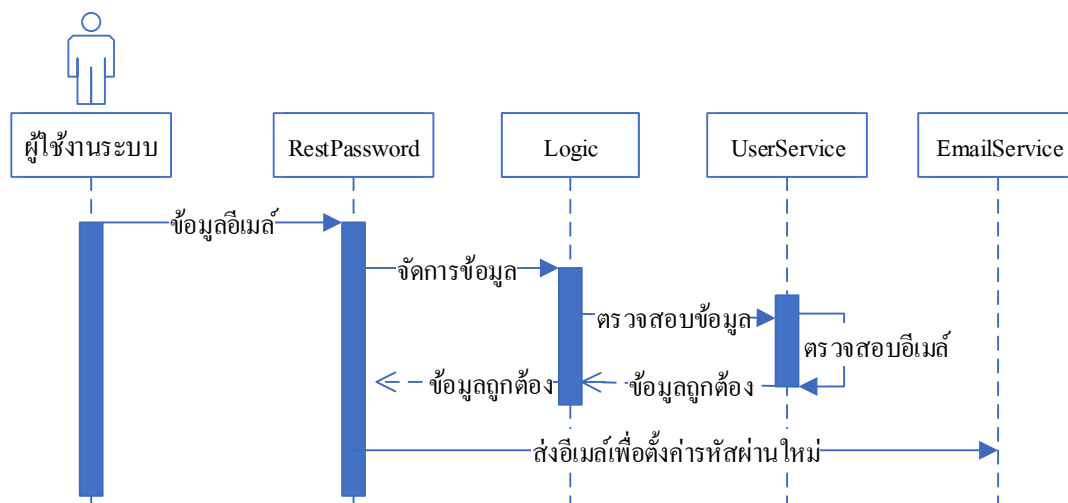 ผู้ใช้งานระบบ
RestPassword
Logic
UserService
EmailService
ข้อมูลอีเมล์
จัดการข้อมูล
ตรวจสอบข้อมูล
ตรวจสอบอีเมล์
ข้อมูลถูกต้อง
ข้อมูลถูกต้อง
ส่งอีเมล์เพื่อตั้งค่ารหัสผ่านใหม่